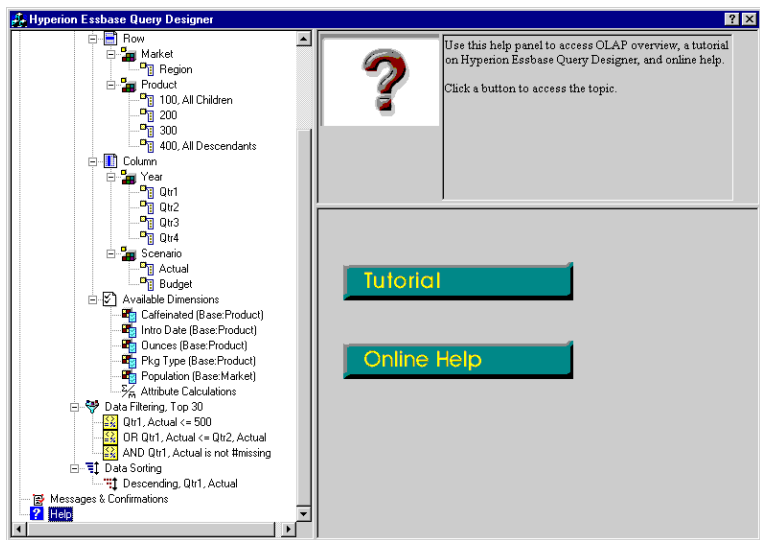 Hyperion Essbase Query Designer
Row
Market
Region
Product
100, All Children
200
300
400, All Descendants
Column
Year
Qtr1
Qtr2
Qtr3
Qtr4
Scenario
Actual
Budget
Available Dimensions
Caffeinated (Base:Product)
Intro Date (Base:Product)
Ounces (Base:Product)
Pkg Type (Base:Product)
Population (Base:Market)
Attribute Calculations
Data Filtering, Top 30
Qtr1, Actual <= 500
OR Qtr1, Actual <= Qtr2, Actual
AND Qtr1, Actual is not #missing
Data Sorting
Descending, Qtr1, Actual
Messages & Confirmations
Help
Use this help panel to access OLAP overview, a tutorial
on Hyperion Essbase Query Designer, and online help.
Click a button to access the topic.
Tutorial
Online Help